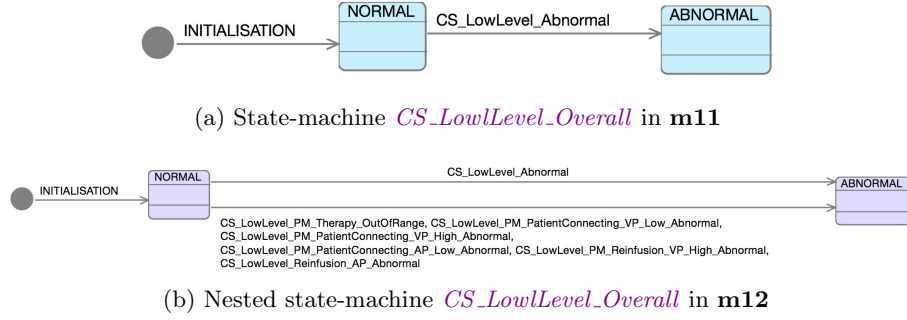 INITIALISATION
NORMAL
CS_LowLevel_Abnormal
ABNORMAL
(a) State-machine CS_LowlLevel_Overall in m11
INITIALISATION
NORMAL
CS_LowLevel_Abnormal
ABNORMAL
CS_LowLevel_PM_Therapy_OutOfRange, CS_LowLevel_PM_PatientConnecting_VP_Low_Abnormal,
CS_LowLevel_PM_PatientConnecting_VP_High_Abnormal,
CS_LowLevel_PM_PatientConnecting_AP_Low_Abnormal, CS_LowLevel_PM_Reinfusion_VP_High_Abnormal,
CS_LowLevel_Reinfusion_AP_Abnormal
(b) Nested state-machine CS_LowlLevel_Overall in m12